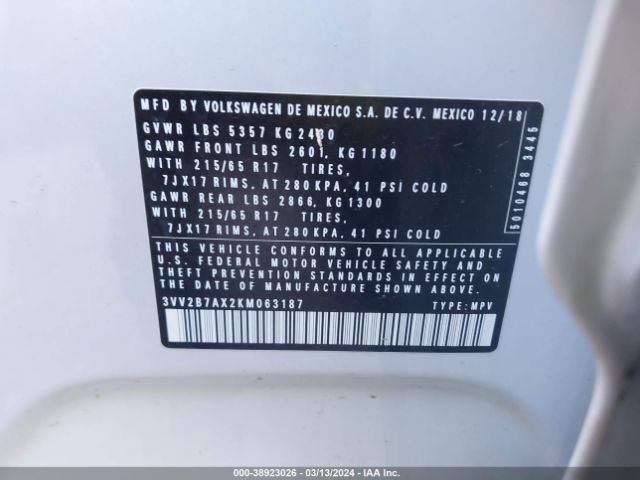 MFD BY VOLKSWAGEN DE MEXICO S.A. DE C.V. MEXICO 12/18
GVWR LBS 5357 KG 2430
GAWR FRONT LBS 2601, KG 1180
WITH 215/65 R17 TIRES,
7JX17 RIMS, AT 280 KPA, 41 PSI COLD
GAWR REAR LBS 2866, KG 1300
WITH 215/65 R17 TIRES,
7JX17 RIMS, AT 280 KPA, 41 PSI COLD
THIS VEHICLE CONFORMS TO ALL APPLICABLE
U.S. FEDERAL MOTOR VEHICLE SAFETY AND
THEFT PREVENTION STANDARDS IN EFFECT ON
THE DATE OF MANUFACTURE SHOWN ABOVE
3VV2B7AX2KM063187 TYPE: MPV
5010468 3445
000-38923026 - 03/13/2024 - IAA Inc.